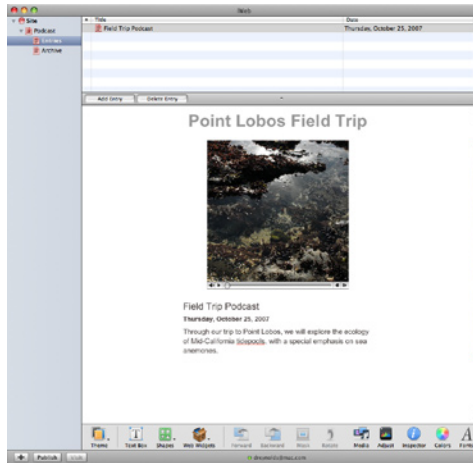 iWeb
Site
Title
Date
Podcast
Field Trip Podcast
Thursday, October 25, 2007
Entries
Archive
Add Entry
Delete Entry
Point Lobos Field Trip
Field Trip Podcast
Thursday, October 25, 2007
Through our trip to Point Lobos, we will explore the ecology
of Mid-California tidepools, with a special emphasis on sea
anemones.
Theme
Text Box
Shapes
Web Widgets
Forward
Backward
Mask
Rotate
Media
Adjust
Inspector
Colors
Fonts
Publish
Visit